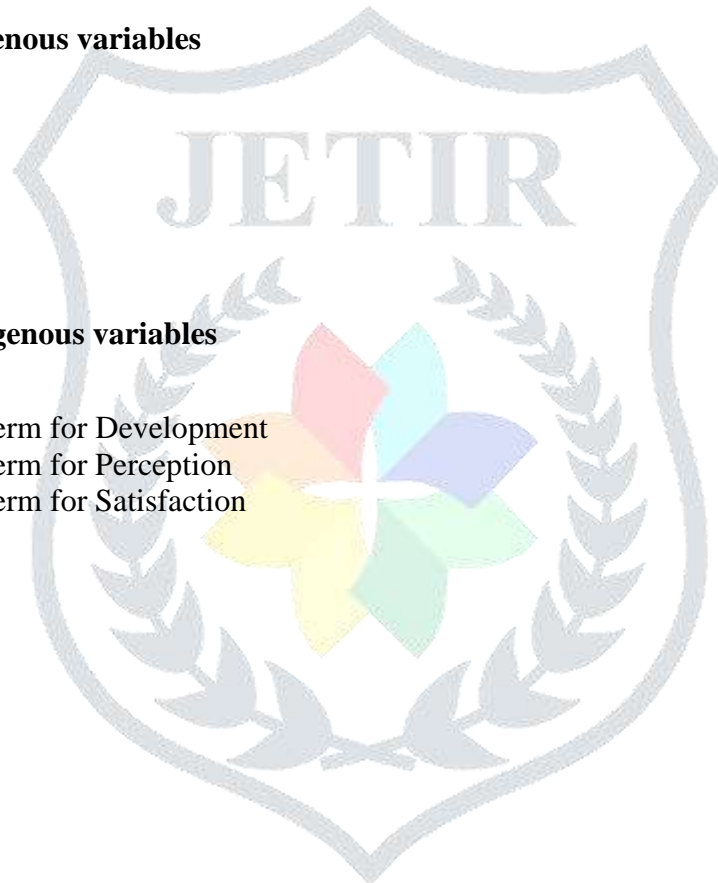 enous variables
JETIR
genous variables
erm for Development
erm for Perception
erm for Satisfaction